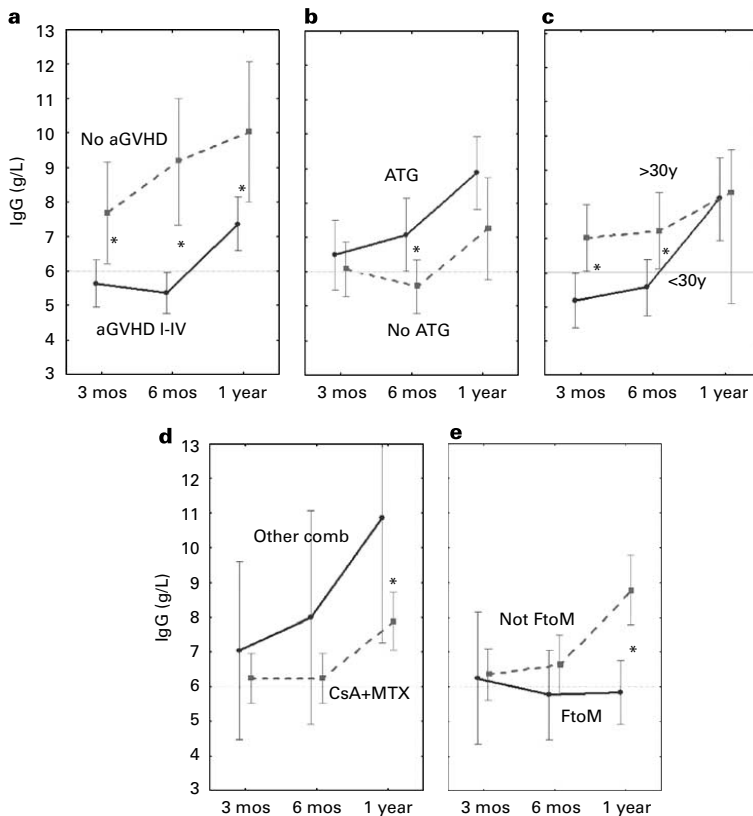 a
b
c
13
12
11
10
9
8
7
6
5
4
3
IgG (g/L)
No aGVHD
*
*
*
aGVHD I-IV
3 mos 6 mos 1 year
ATG
*
No ATG
3 mos 6 mos 1 year
>30y
*
*
<30y
3 mos 6 mos 1 year
d
e
13
12
11
10
9
8
7
6
5
4
3
IgG (g/L)
Other comb
*
CsA+MTX
3 mos 6 mos 1 year
Not FtoM
*
FtoM
3 mos 6 mos 1 year